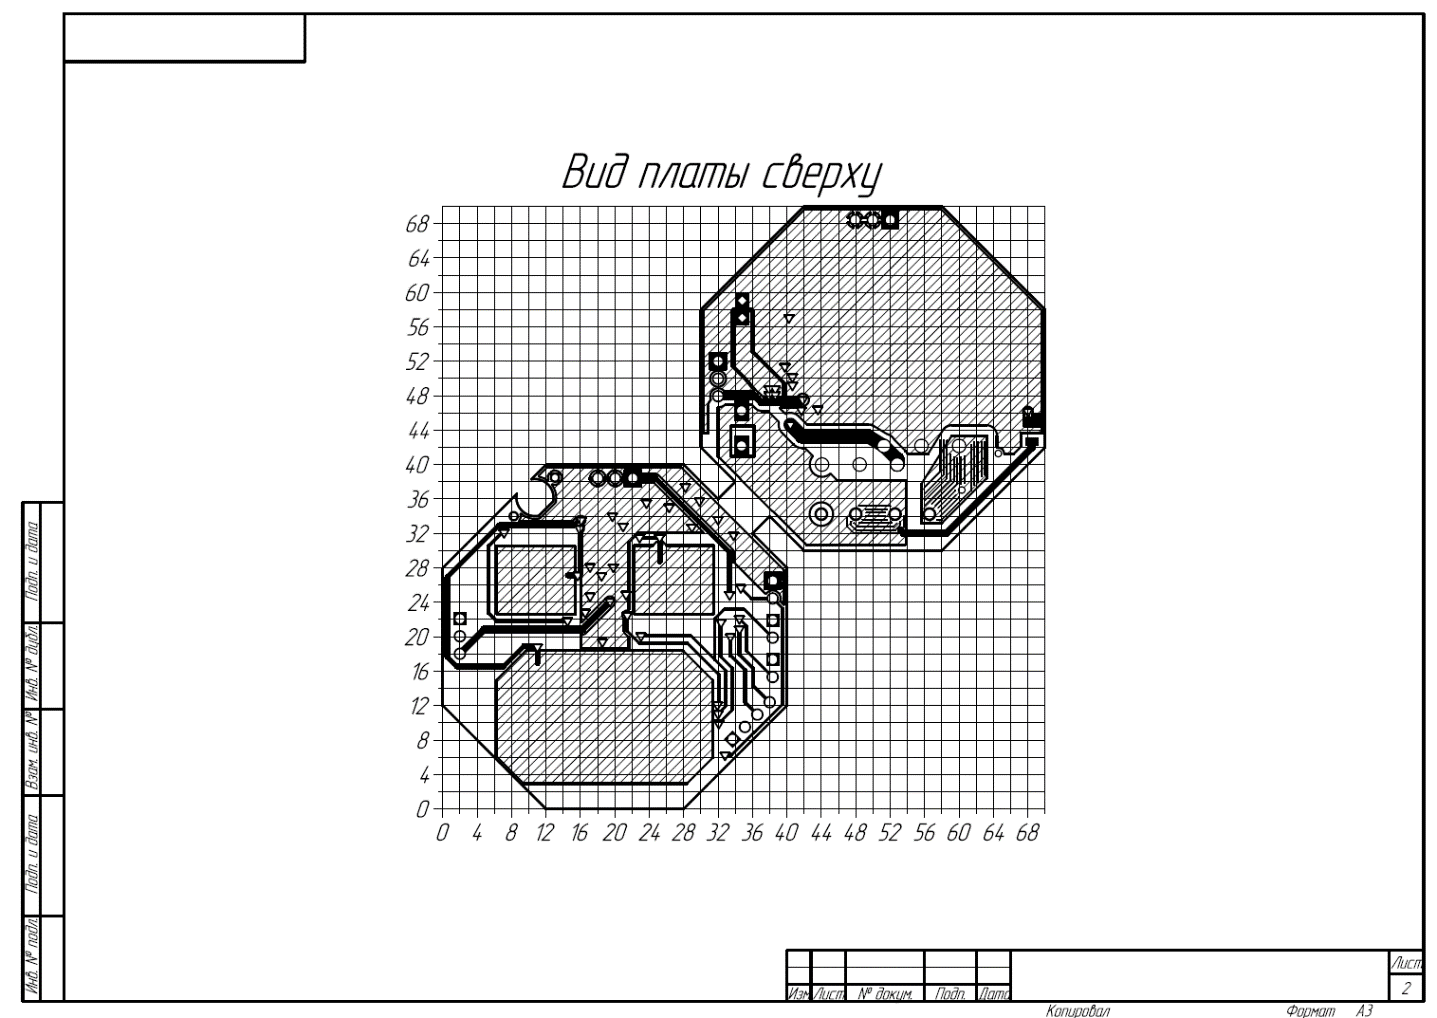 Вид платы сверху
68
64
60
56
52
48
44
40
36
32
28
24
20
16
12
8
4
0
0 4 8 12 16 20 24 28 32 36 40 44 48 52 56 60 64 68
Подп. и дата
Инв. № дубл.
Взам. инв. №
Подп. и дата
Инв. № подл.
Изм Лист № докум. Подп. Дата
Лист
2
Копировал Формат А3